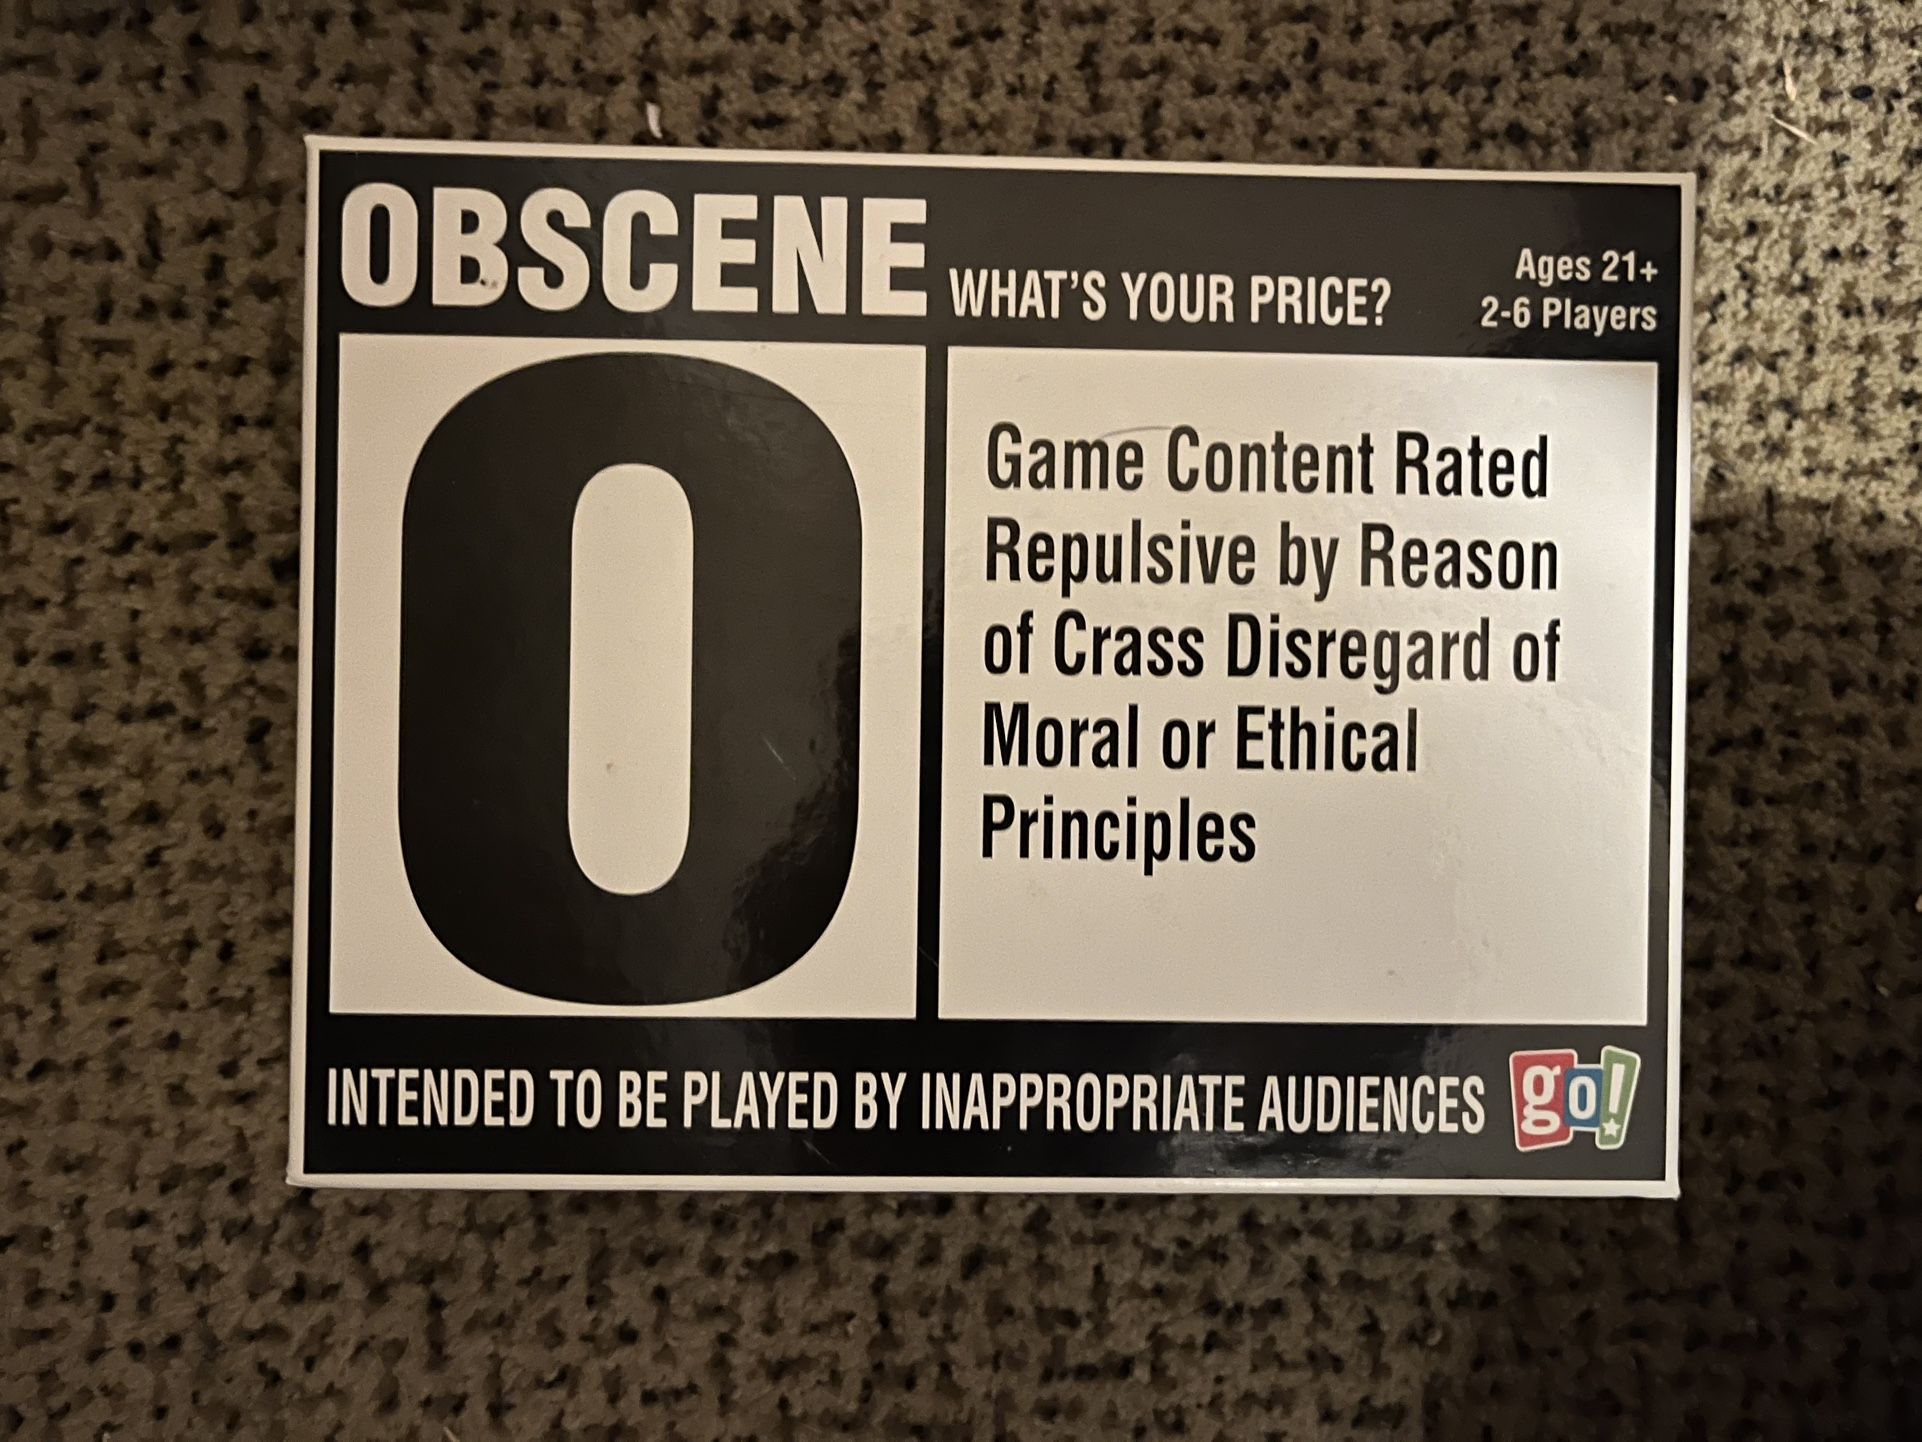 OBSCENE WHAT'S YOUR PRICE?
Ages 21+
2-6 Players
O
Game Content Rated
Repulsive by Reason
of Crass Disregard of
Moral or Ethical
Principles
INTENDED TO BE PLAYED BY INAPPROPRIATE AUDIENCES
go!